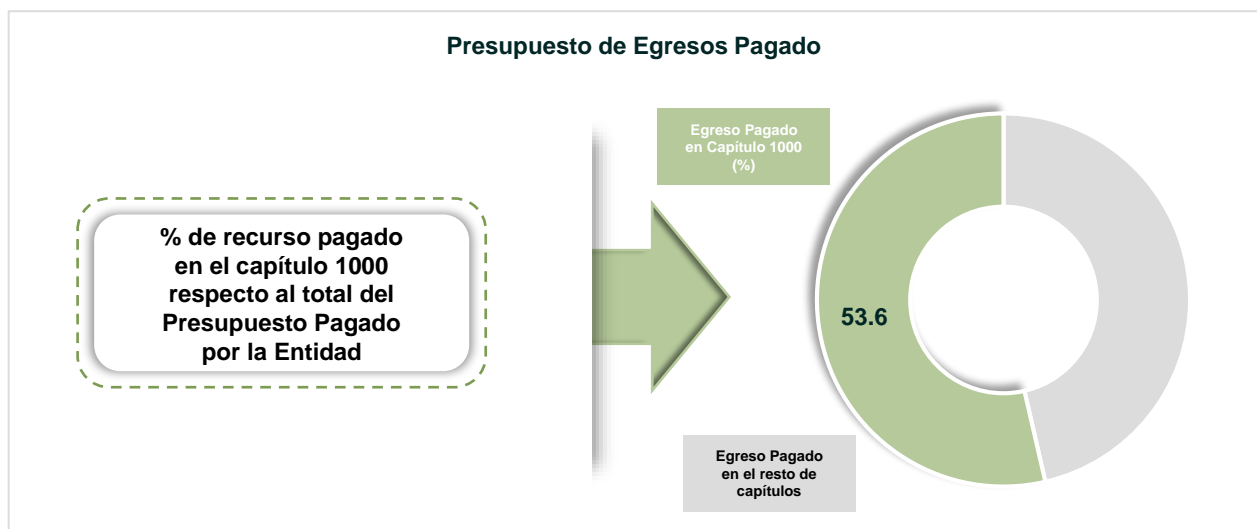 Presupuesto de Egresos Pagado
Egreso Pagado
en Capítulo 1000
(%)
% de recurso pagado
en el capítulo 1000
respecto al total del
Presupuesto Pagado
por la Entidad
53.6
Egreso Pagado
en el resto de
capítulos